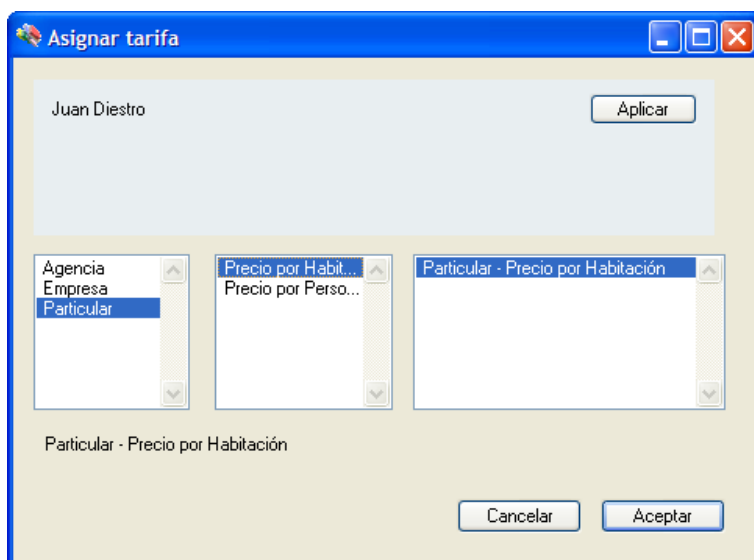 Asignar tarifa
Juan Diestro
Aplicar
Agencia
Empresa
Particular
Precio por Habit...
Precio por Perso...
Particular - Precio por Habitación
Particular - Precio por Habitación
Cancelar
Aceptar